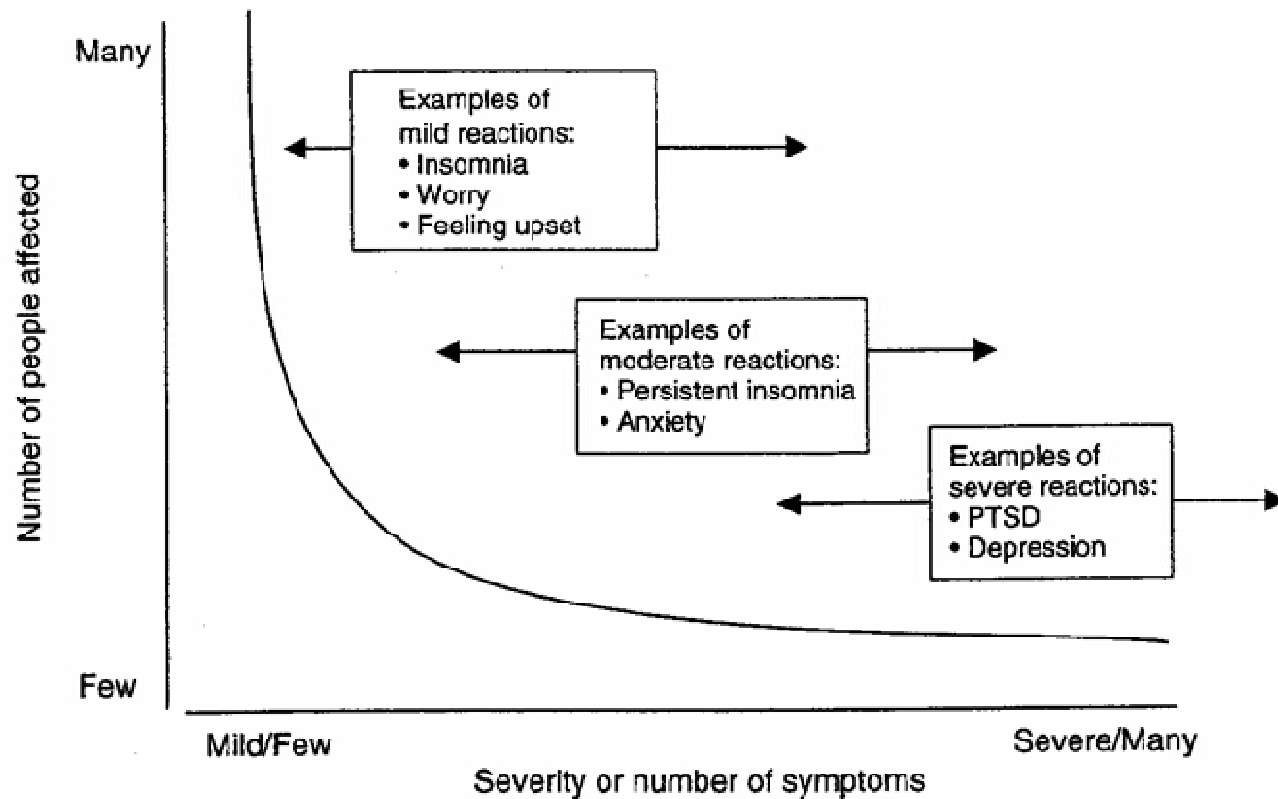 Many
Number of people affected
Examples of
mild reactions:
• Insomnia
• Worry
• Feeling upset
Examples of
moderate reactions:
• Persistent insomnia
• Anxiety
Examples of
severe reactions:
• PTSD
• Depression
Few
Mild/Few
Severe/Many
Severity or number of symptoms